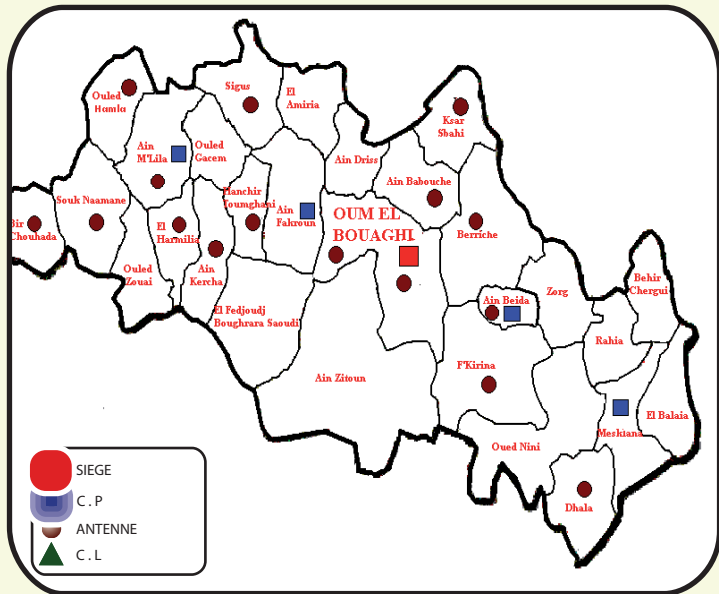 Sigus
El
Amiria
Ouled
Hamla
Ksar
Sbahi
Ain
M'Lila
Ouled
Gacem
Ain Driss
Ain Babouche
Souk Naamane
Hanchir
Toumghani
Ain
Fakroun
OUM EL
BOUAGHI
Bir
Chouhada
El
Harmilia
Berriche
Ouled
Zouai
Ain
Kercha
Behir
Chergui
Zorg
Ain Beida
El Fedjoudj
Boughrara Saoudi
Rahia
Ain Zitoun
F'Kirina
El Balaia
Meskiana
Oued Nini
Dhala
SIEGE
C . P
ANTENNE
C . L